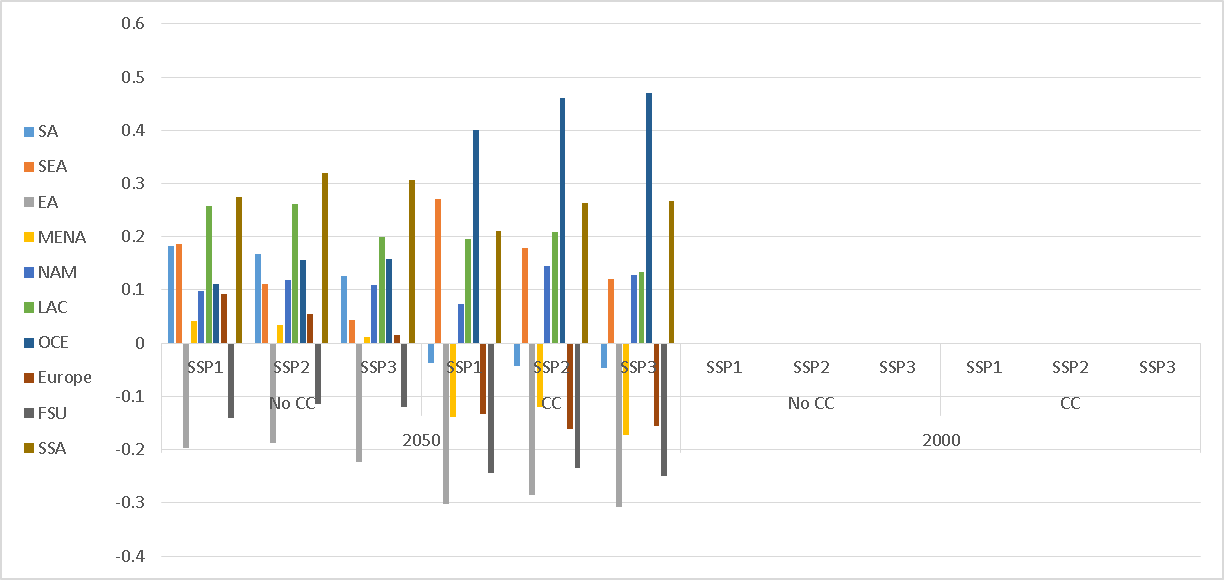 0.6
0.5
0.4
0.3
0.2
0.1
0
-0.1
-0.2
-0.3
-0.4
SA
SEA
EA
MENA
NAM
LAC
OCE
Europe
FSU
SSA
SSP1 SSP2 SSP3 SSP1 SSP2 SSP3 SSP1 SSP2 SSP3 SSP1 SSP2 SSP3
No CC CC No CC CC
2050 2000